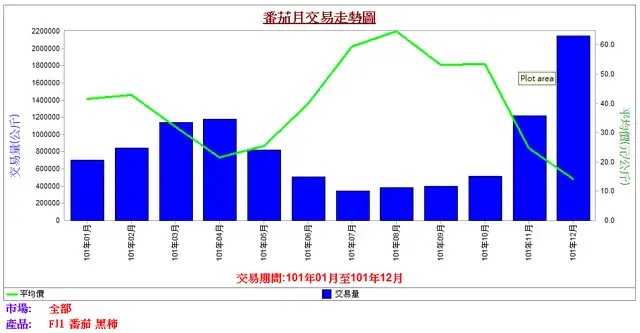 番茄月交易走勢圖
2200000
2000000
1800000
1600000
1400000
1200000
1000000
800000
600000
400000
200000
0
交易量(公斤)
60.0
50.0
40.0
30.0
20.0
10.0
0.0
平均價(元/公斤)
Plot area
101年01月
101年02月
101年03月
101年04月
101年05月
101年06月
101年07月
101年08月
101年09月
101年10月
101年11月
101年12月
交易期間:101年01月至101年12月
平均價 交易量
市場: 全部
產品: FJ1 番茄 黑柿